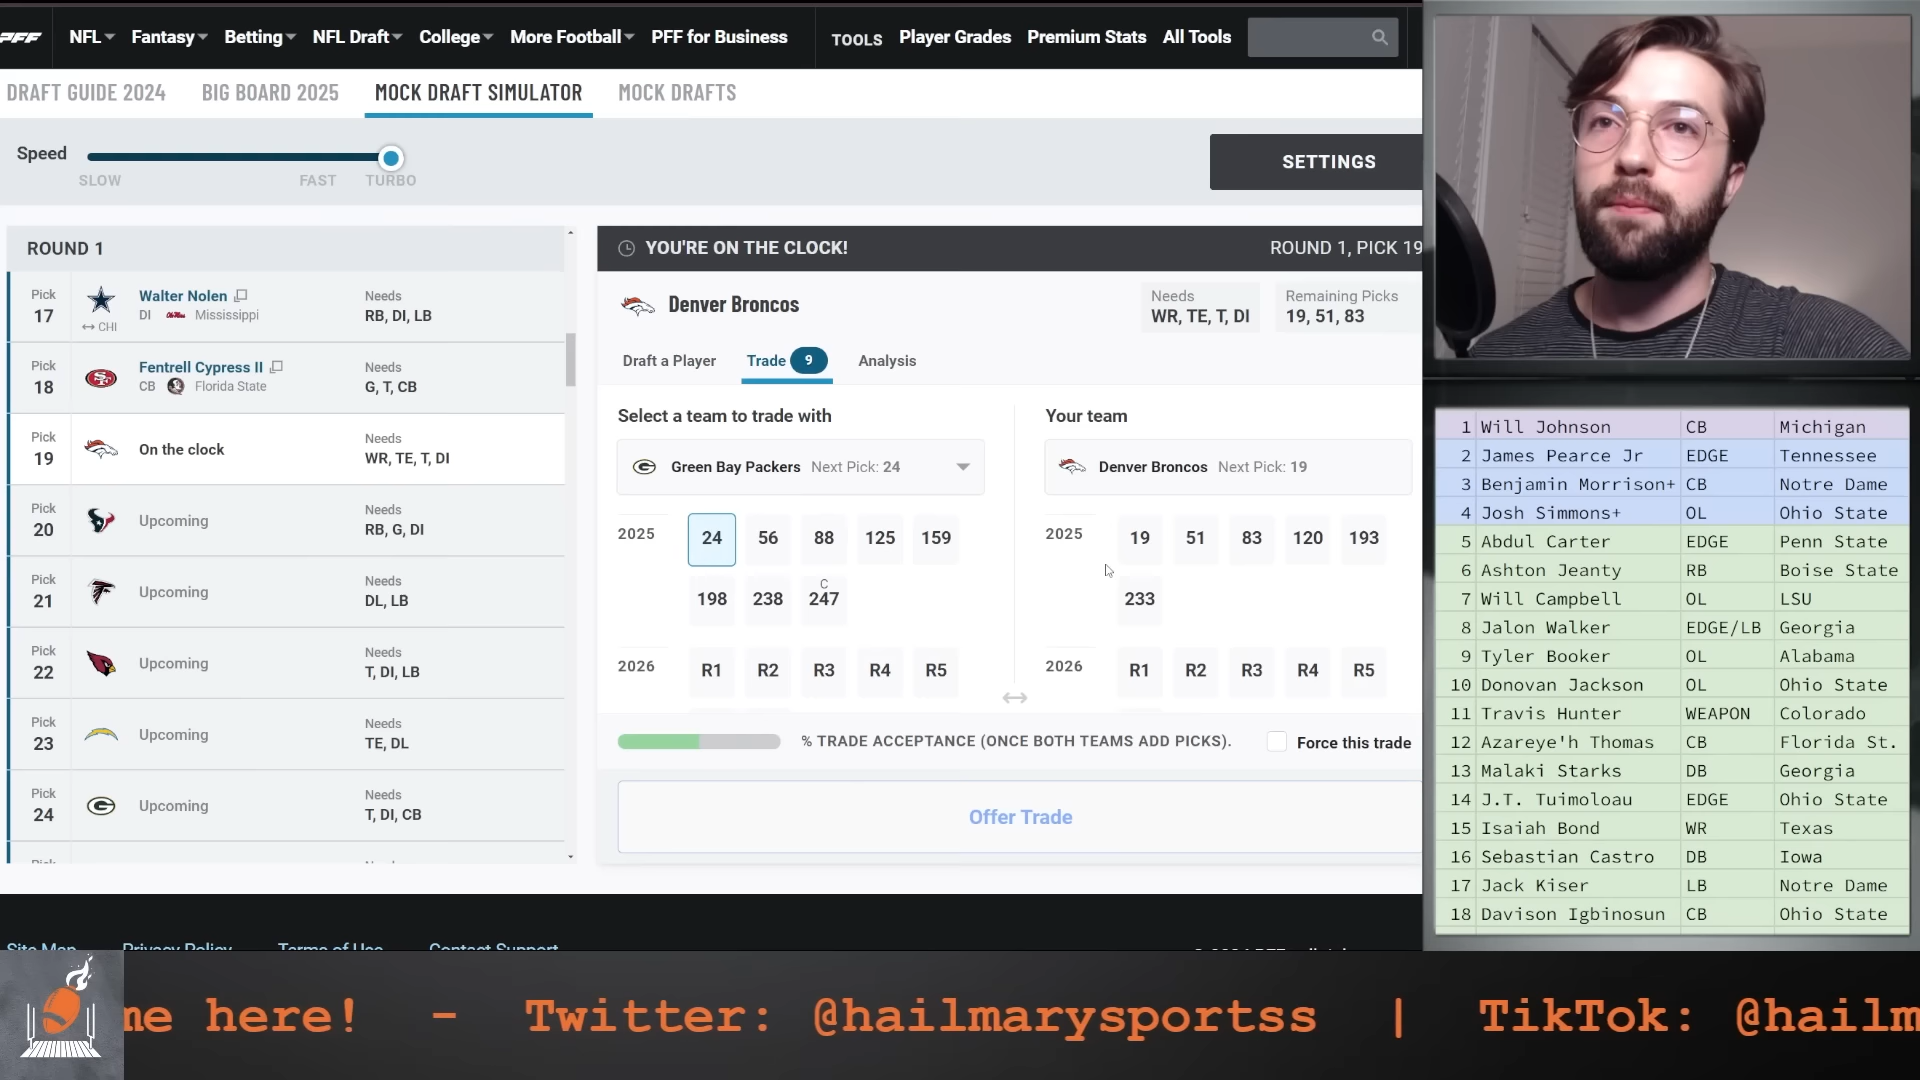 PFF NFL Fantasy Betting NFL Draft College More Football PFF for Business TOOLS Player Grades Premium Stats All Tools
DRAFT GUIDE 2024 BIG BOARD 2025 MOCK DRAFT SIMULATOR MOCK DRAFTS
Speed
SLOW FAST TURBO
SETTINGS
ROUND 1
Pick 17
CHI
Walter Nolen
DI Mississippi
Needs
RB, DI, LB
Pick 18
Fentrell Cypress II
CB Florida State
Needs
G, T, CB
Pick 19
On the clock
Needs
WR, TE, T, DI
Pick 20
Upcoming
Needs
RB, G, DI
Pick 21
Upcoming
Needs
DL, LB
Pick 22
Upcoming
Needs
T, DI, LB
Pick 23
Upcoming
Needs
TE, DL
Pick 24
Upcoming
Needs
T, DI, CB
YOU'RE ON THE CLOCK! ROUND 1, PICK 19
Denver Broncos
Needs
WR, TE, T, DI
Remaining Picks
19, 51, 83
Draft a Player Trade 9 Analysis
Select a team to trade with
Green Bay Packers Next Pick: 24
2025 24 56 88 125 159
198 238 C 247
2026 R1 R2 R3 R4 R5
Your team
Denver Broncos Next Pick: 19
2025 19 51 83 120 193
233
2026 R1 R2 R3 R4 R5
% TRADE ACCEPTANCE (ONCE BOTH TEAMS ADD PICKS). Force this trade
Offer Trade
1 Will Johnson CB Michigan
2 James Pearce Jr EDGE Tennessee
3 Benjamin Morrison+ CB Notre Dame
4 Josh Simmons+ OL Ohio State
5 Abdul Carter EDGE Penn State
6 Ashton Jeanty RB Boise State
7 Will Campbell OL LSU
8 Jalon Walker EDGE/LB Georgia
9 Tyler Booker OL Alabama
10 Donovan Jackson OL Ohio State
11 Travis Hunter WEAPON Colorado
12 Azareye'h Thomas CB Florida St.
13 Malaki Starks DB Georgia
14 J.T. Tuimoloau EDGE Ohio State
15 Isaiah Bond WR Texas
16 Sebastian Castro DB Iowa
17 Jack Kiser LB Notre Dame
18 Davison Igbinosun CB Ohio State
Site Map Privacy Policy Terms of Use Contact Support
me here! - Twitter: @hailmarysportss | TikTok: @hailm